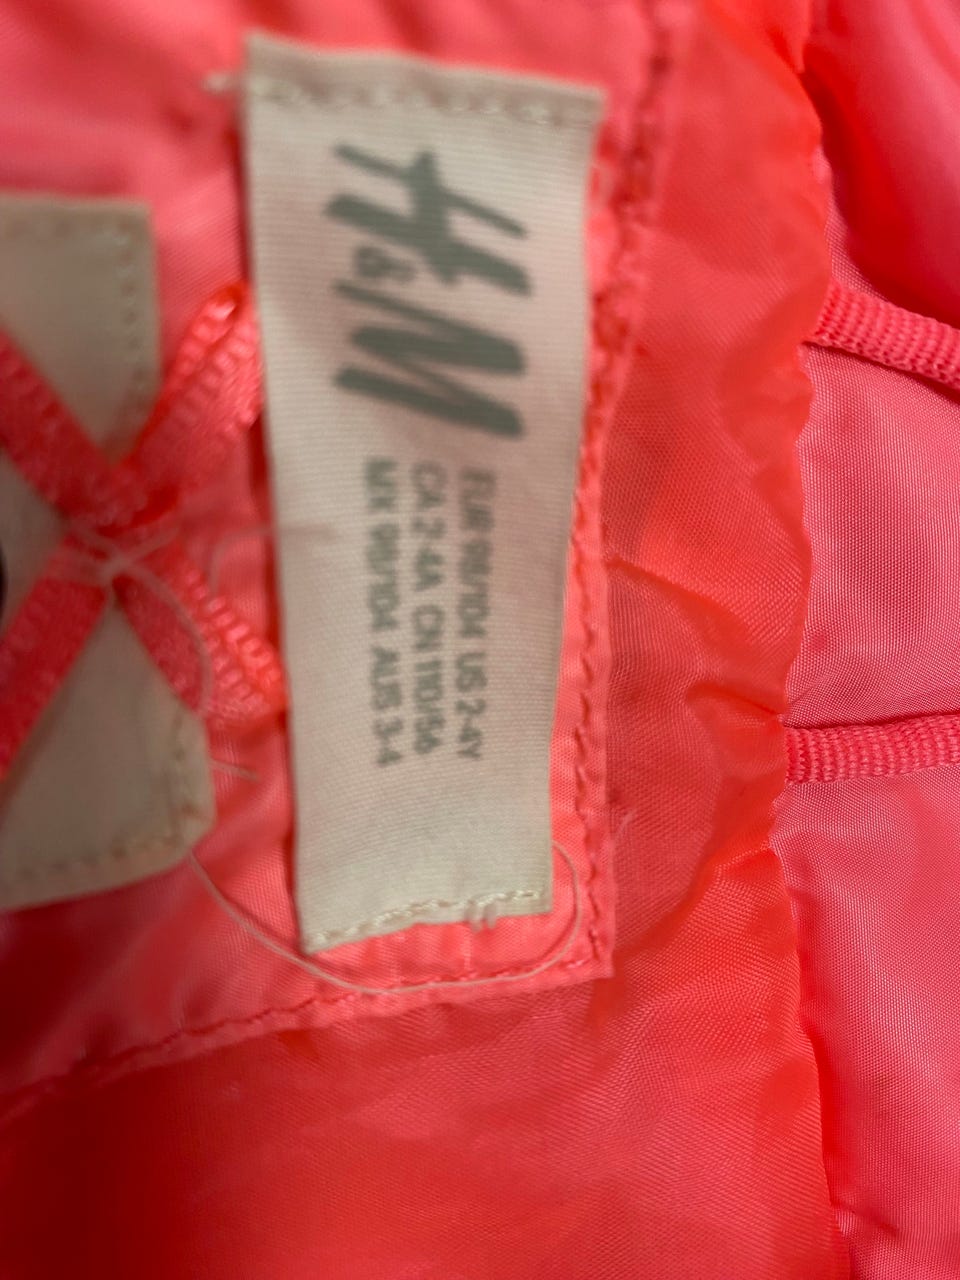 H&M
EUR 98/104 US 2-4Y
CA 2-4A CN 110/56
MX 98/104 AUS 3-4